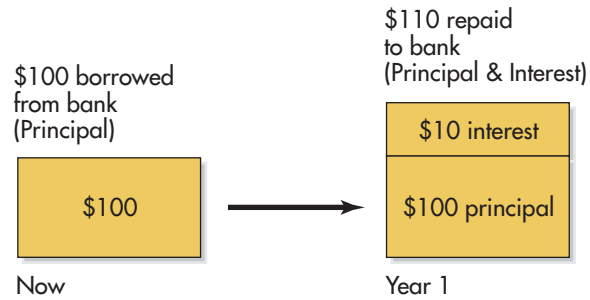 $100 borrowed
from bank
(Principal)
$100
Now
$110 repaid
to bank
(Principal & Interest)
$10 interest
$100 principal
Year 1